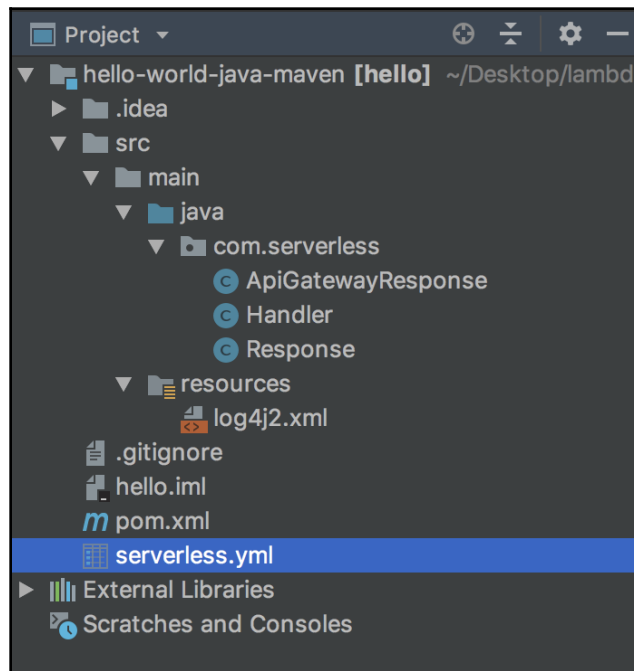 Project
hello-world-java-maven [hello] ~/Desktop/lambd
.idea
src
main
java
com.serverless
ApiGatewayResponse
Handler
Response
resources
log4j2.xml
.gitignore
hello.iml
pom.xml
serverless.yml
External Libraries
Scratches and Consoles